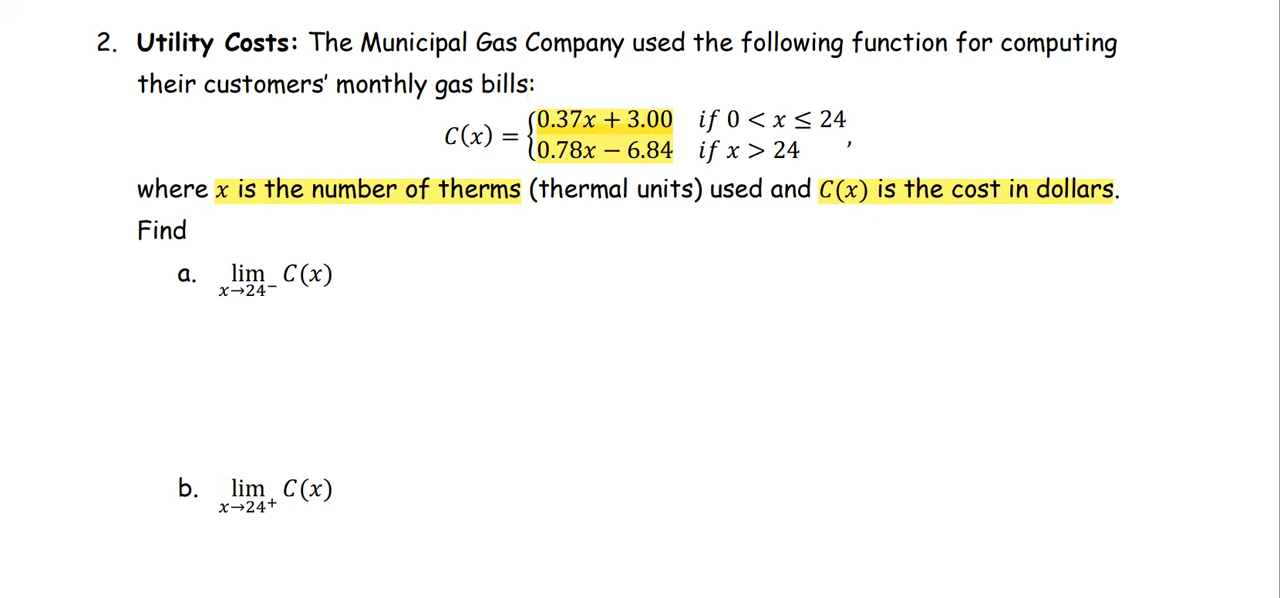 2. Utility Costs: The Municipal Gas Company used the following function for computing
their customers' monthly gas bills:
C(x) = {0.37x + 3.00 if 0 < x ≤ 24
{0.78x − 6.84 if x > 24 ,
where x is the number of therms (thermal units) used and C(x) is the cost in dollars.
Find
a. lim x→24⁻ C(x)
b. lim x→24⁺ C(x)